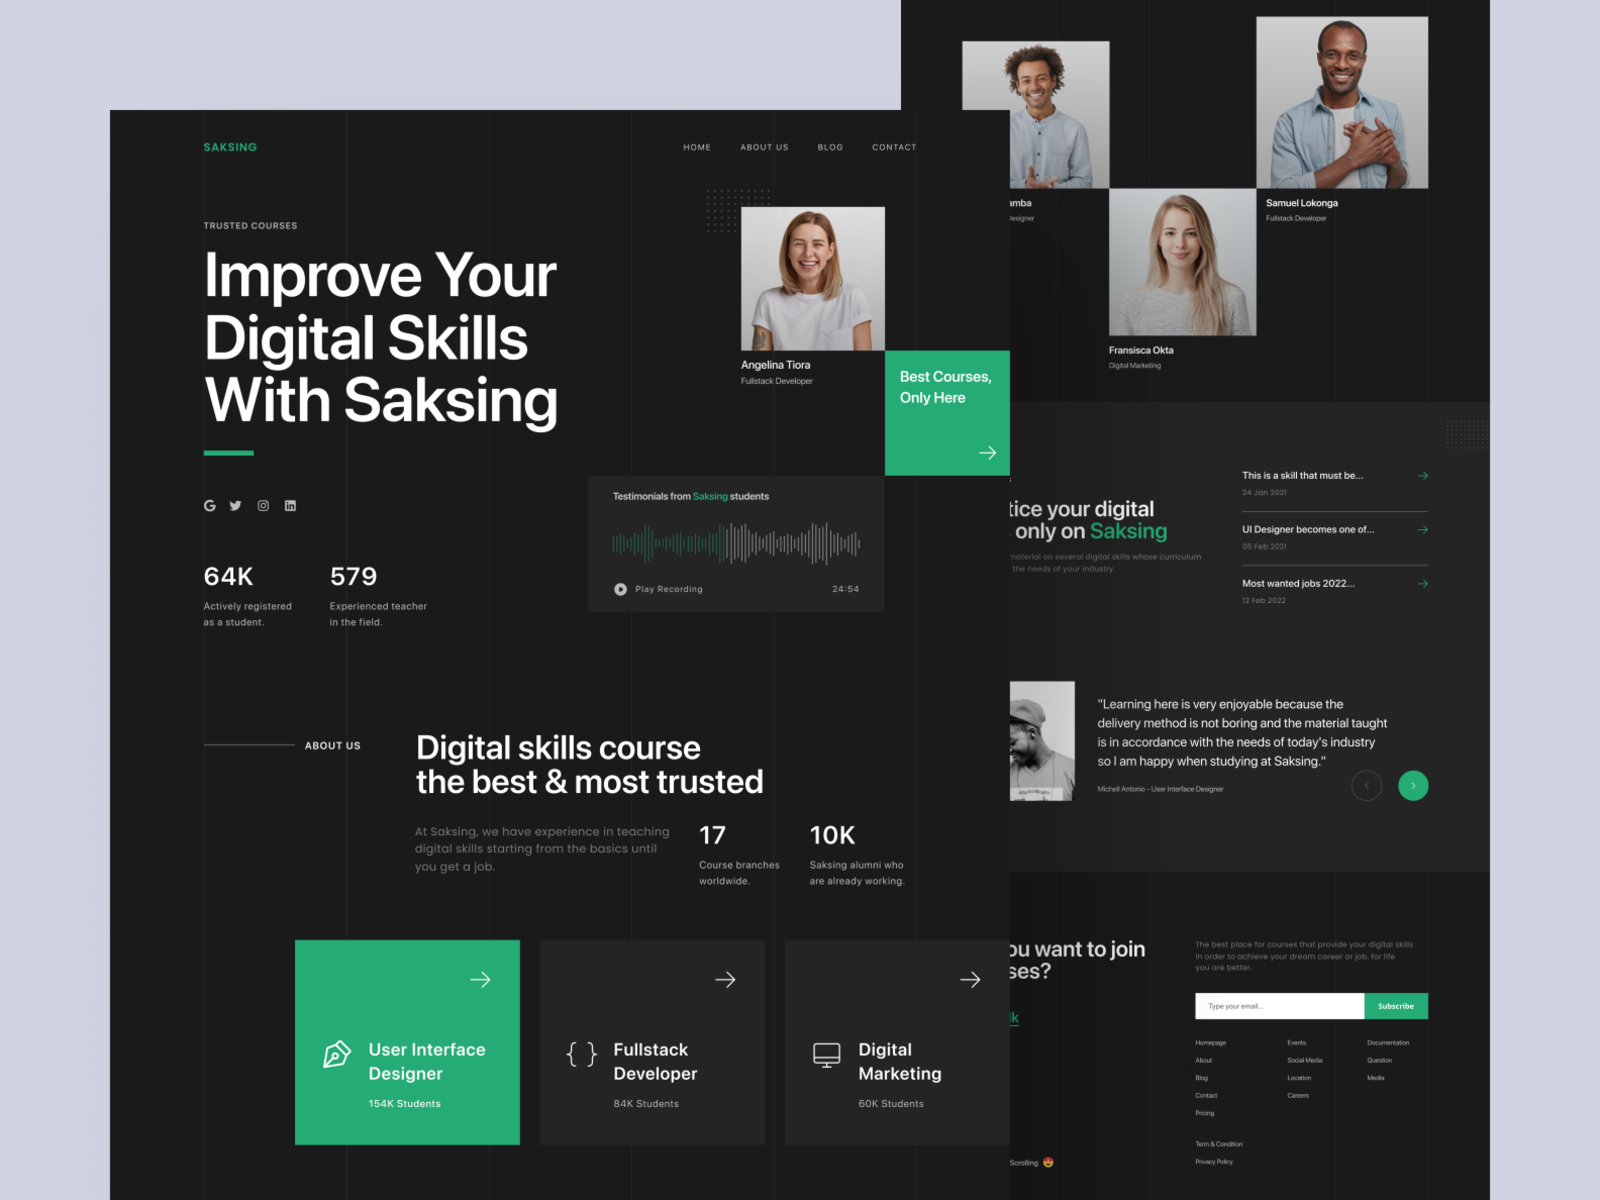 SAKSING
HOME ABOUT US BLOG CONTACT
TRUSTED COURSES
Improve Your
Digital Skills
With Saksing
64K
Actively registered
as a student.
579
Experienced teacher
in the field.
Angelina Tiora
Fullstack Developer
Best Courses,
Only Here
Testimonials from Saksing students
Play Recording 24:54
ABOUT US
Digital skills course
the best & most trusted
At Saksing, we have experience in teaching
digital skills starting from the basics until
you get a job.
17
Course branches
worldwide.
10K
Saksing alumni who
are already working.
User Interface
Designer
154K Students
Fullstack
Developer
84K Students
Digital
Marketing
60K Students
amba
Designer
Samuel Lokonga
Fullstack Developer
Fransisca Okta
Digital Marketing
tice your digital
only on Saksing
material on several digital skills whose curriculum
the needs of your industry.
This is a skill that must be...
24 Jan 2021
UI Designer becomes one of...
05 Feb 2021
Most wanted jobs 2022...
12 Feb 2022
"Learning here is very enjoyable because the
delivery method is not boring and the material taught
is in accordance with the needs of today's industry
so I am happy when studying at Saksing."
Michell Antonio - User Interface Designer
ou want to join
ses?
lk
Scrolling 😍
The best place for courses that provide your digital skills
in order to achieve your dream career or job, for life
you are better.
Type your email... Subscribe
Homepage Events Documentation
About Social Media Question
Blog Location Media
Contact Careers
Pricing
Term & Condition
Privacy Policy